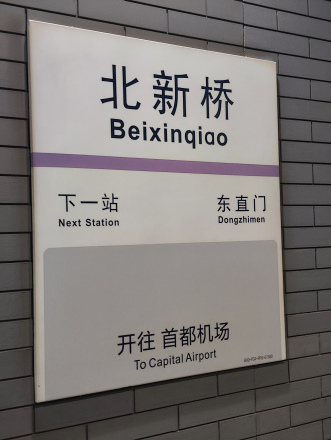 北新桥
Beixinqiao
下一站 东直门
Next Station Dongzhimen
开往 首都机场
To Capital Airport